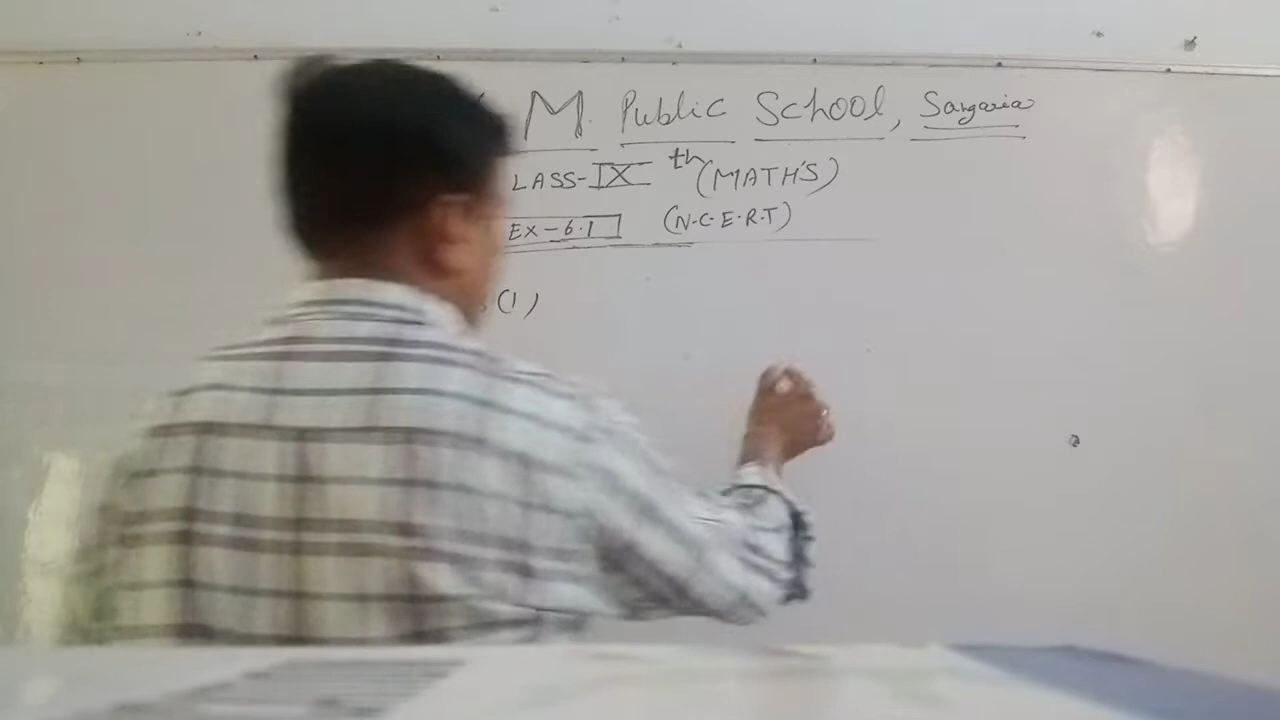 M. Public School, Sangaria
LASS-IX th (MATH'S)
EX-6.1 (N.C.E.R.T)
(1)